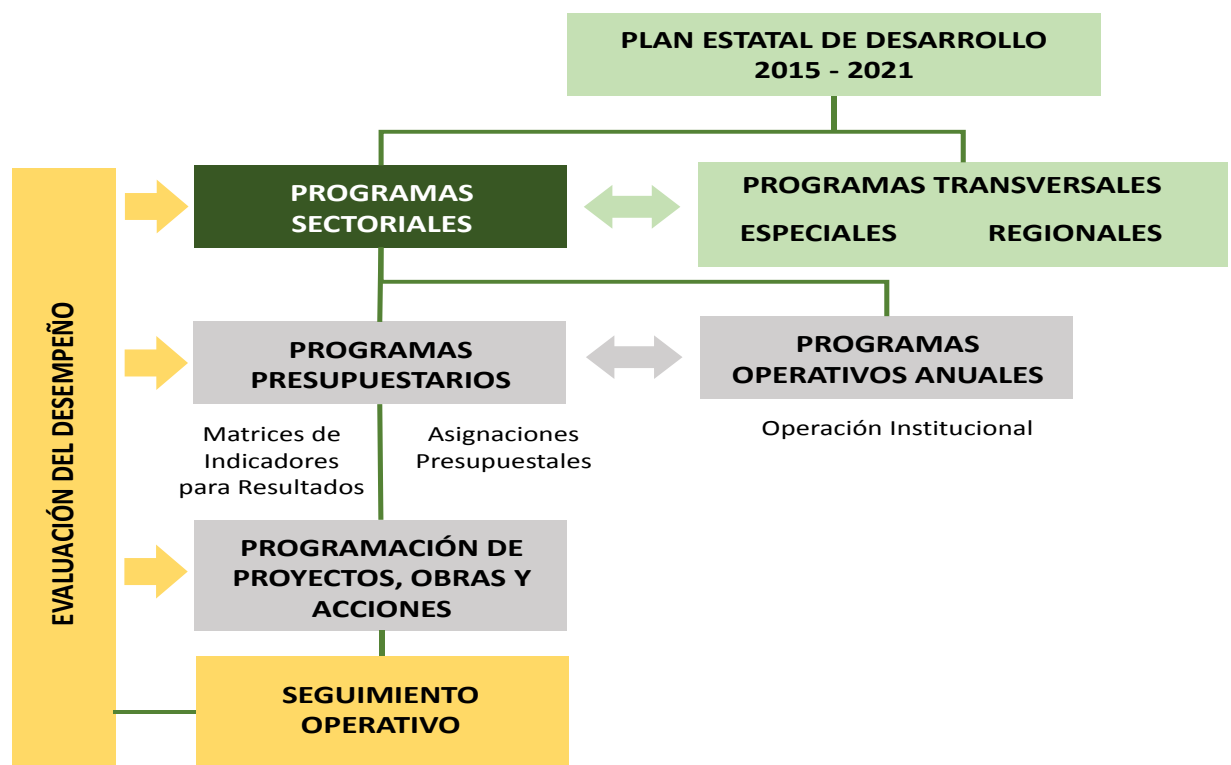 PLAN ESTATAL DE DESARROLLO
2015 - 2021
PROGRAMAS
SECTORIALES
PROGRAMAS TRANSVERSALES
ESPECIALES REGIONALES
EVALUACIÓN DEL DESEMPEÑO
PROGRAMAS
PRESUPUESTARIOS
PROGRAMAS
OPERATIVOS ANUALES
Matrices de
Indicadores
para Resultados
Asignaciones
Presupuestales
Operación Institucional
PROGRAMACIÓN DE
PROYECTOS, OBRAS Y
ACCIONES
SEGUIMIENTO
OPERATIVO